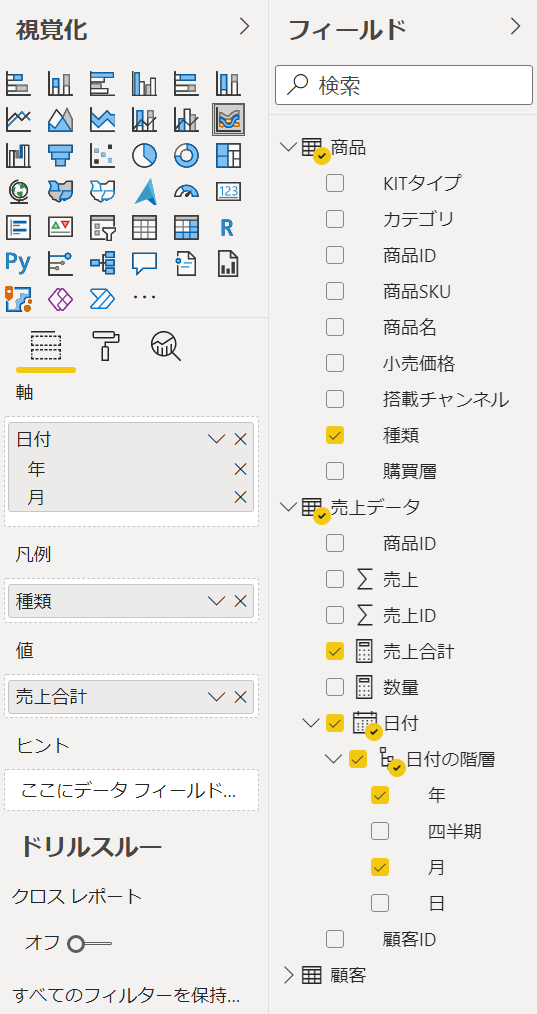 視覚化
123
R
Py
軸
日付
年
月
凡例
種類
値
売上合計
ヒント
ここにデータ フィールド...
ドリルスルー
クロス レポート
オフ
すべてのフィルターを保持...
フィールド
検索
商品
KITタイプ
カテゴリ
商品ID
商品SKU
商品名
小売価格
搭載チャンネル
種類
購買層
売上データ
商品ID
売上
売上ID
売上合計
数量
日付
日付の階層
年
四半期
月
日
顧客ID
顧客